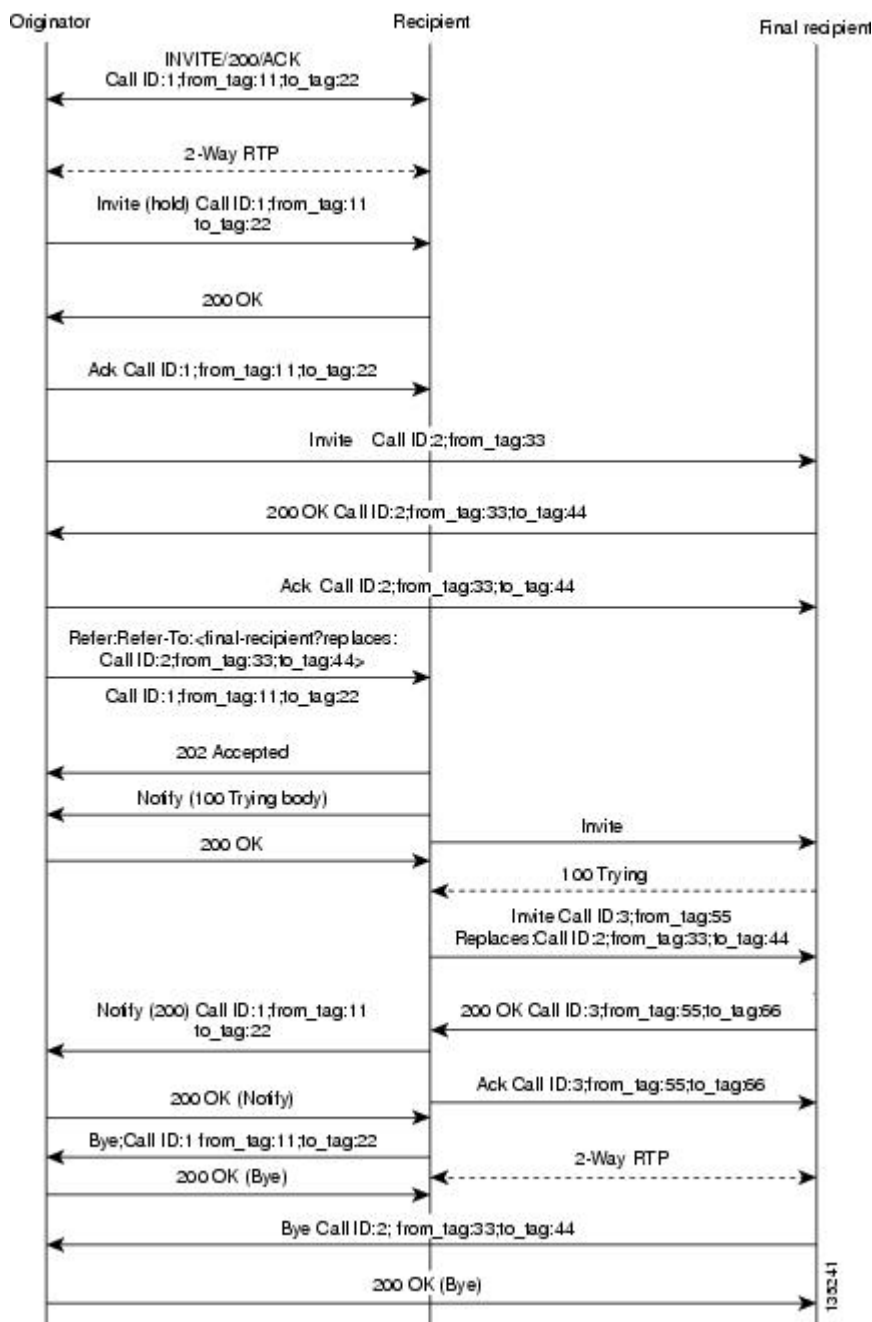 Originator
Recipient
Final recipient
INVITE/200/ACK
Call ID:1;from_tag:11;to_tag:22
2-Way RTP
Invite (hold) Call ID:1;from_tag:11
to_tag:22
200 OK
Ack Call ID:1;from_tag:11;to_tag:22
Invite Call ID:2;from_tag:33
200 OK Call ID:2;from_tag:33;to_tag:44
Ack Call ID:2;from_tag:33;to_tag:44
Refer:Refer-To:<final-recipient?replaces:
Call ID:2;from_tag:33;to_tag:44>
Call ID:1;from_tag:11;to_tag:22
202 Accepted
Notify (100 Trying body)
Invite
200 OK
100 Trying
Invite Call ID:3;from_tag:55
Replaces:Call ID:2;from_tag:33;to_tag:44
Notify (200) Call ID:1;from_tag:11
to_tag:22
200 OK Call ID:3;from_tag:55;to_tag:66
Ack Call ID:3;from_tag:55;to_tag:66
200 OK (Notify)
Bye;Call ID:1 from_tag:11;to_tag:22
2-Way RTP
200 OK (Bye)
Bye Call ID:2; from_tag:33;to_tag:44
200 OK (Bye)
135241